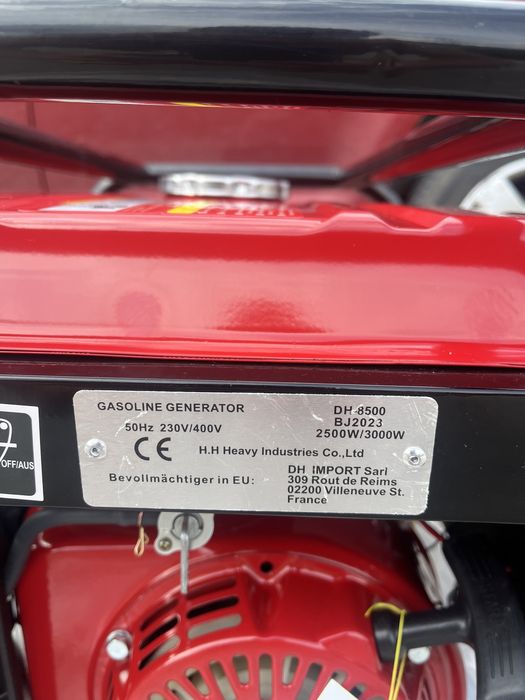 GASOLINE GENERATOR DH-8500
50Hz 230V/400V BJ2023
2500W/3000W
CE H.H Heavy Industries Co.,Ltd
Bevollmächtiger in EU: DH IMPORT Sarl
309 Rout de Reims
02200 Villeneuve St.
France
OFF/AUS